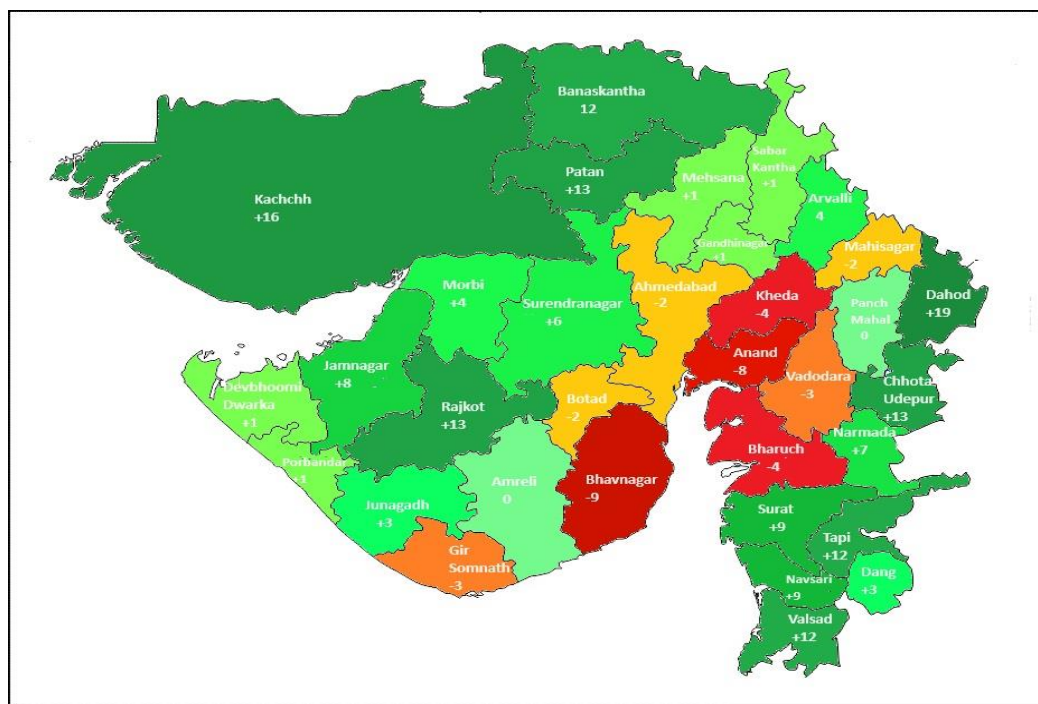 Banaskantha
12
Patan
+13
Kachchh
+16
Mehsana
+1
Sabar
Kantha
+1
Arvalli
4
Gandhinagar
+1
Mahisagar
-2
Dahod
+19
Panch
Mahal
0
Ahmedabad
-2
Kheda
-4
Anand
-8
Vadodara
-3
Chhota
Udepur
+13
Morbi
+4
Surendranagar
+6
Jamnagar
+8
Devbhoomi
Dwarka
+1
Rajkot
+13
Botad
-2
Porbandar
+1
Junagadh
+3
Amreli
0
Bhavnagar
-9
Gir
Somnath
-3
Bharuch
-4
Narmada
+7
Surat
+9
Tapi
+12
Navsari
+9
Dang
+3
Valsad
+12